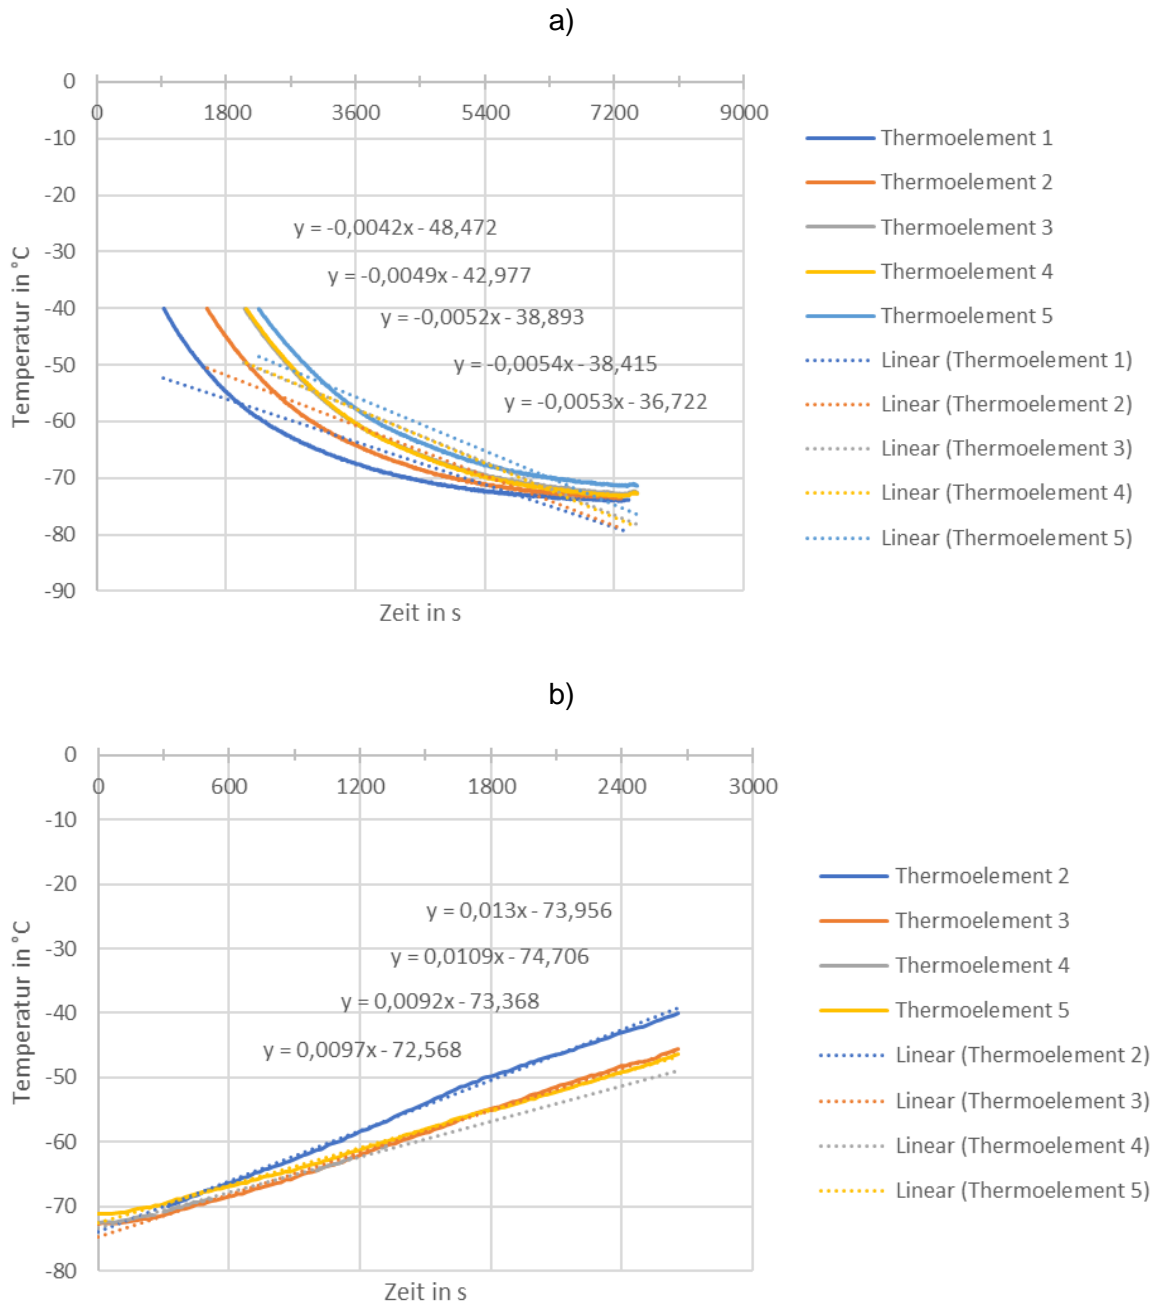 a)
0
0 1800 3600 5400 7200 9000
-10
-20
-30
-40
-50
-60
-70
-80
-90
Temperatur in °C
Zeit in s
y = -0,0042x - 48,472
y = -0,0049x - 42,977
y = -0,0052x - 38,893
y = -0,0054x - 38,415
y = -0,0053x - 36,722
Thermoelement 1
Thermoelement 2
Thermoelement 3
Thermoelement 4
Thermoelement 5
Linear (Thermoelement 1)
Linear (Thermoelement 2)
Linear (Thermoelement 3)
Linear (Thermoelement 4)
Linear (Thermoelement 5)
b)
0
0 600 1200 1800 2400 3000
-10
-20
-30
-40
-50
-60
-70
-80
Temperatur in °C
Zeit in s
y = 0,013x - 73,956
y = 0,0109x - 74,706
y = 0,0092x - 73,368
y = 0,0097x - 72,568
Thermoelement 2
Thermoelement 3
Thermoelement 4
Thermoelement 5
Linear (Thermoelement 2)
Linear (Thermoelement 3)
Linear (Thermoelement 4)
Linear (Thermoelement 5)